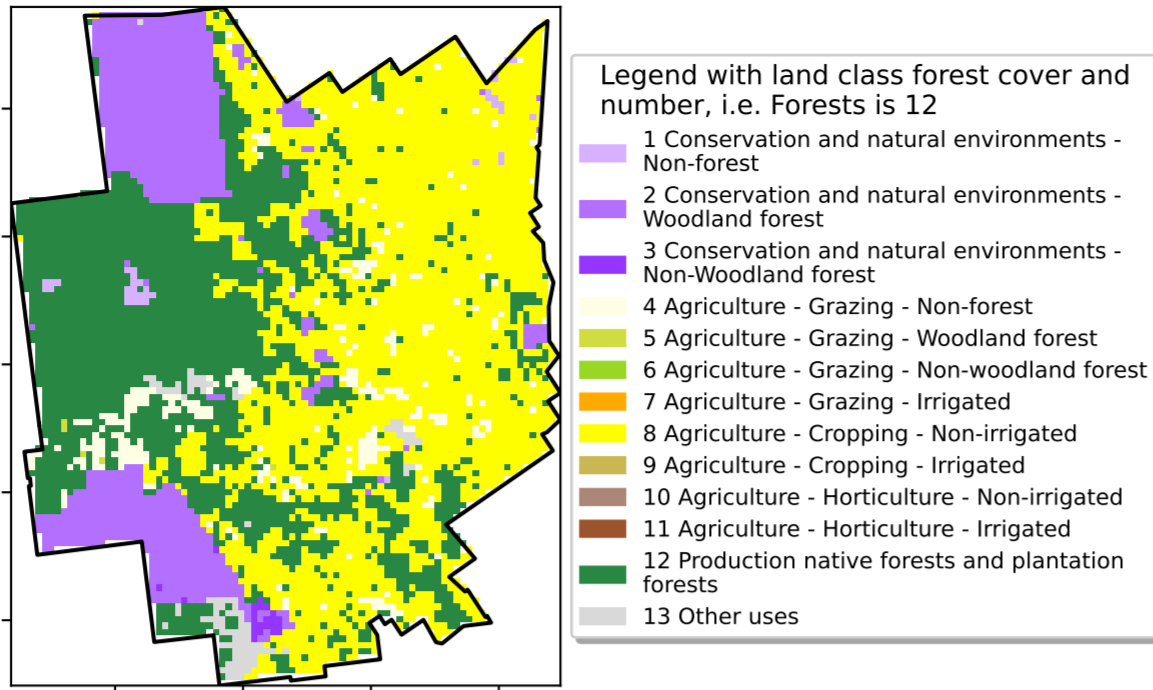 Legend with land class forest cover and
number, i.e. Forests is 12
1 Conservation and natural environments -
Non-forest
2 Conservation and natural environments -
Woodland forest
3 Conservation and natural environments -
Non-Woodland forest
4 Agriculture - Grazing - Non-forest
5 Agriculture - Grazing - Woodland forest
6 Agriculture - Grazing - Non-woodland forest
7 Agriculture - Grazing - Irrigated
8 Agriculture - Cropping - Non-irrigated
9 Agriculture - Cropping - Irrigated
10 Agriculture - Horticulture - Non-irrigated
11 Agriculture - Horticulture - Irrigated
12 Production native forests and plantation
forests
13 Other uses